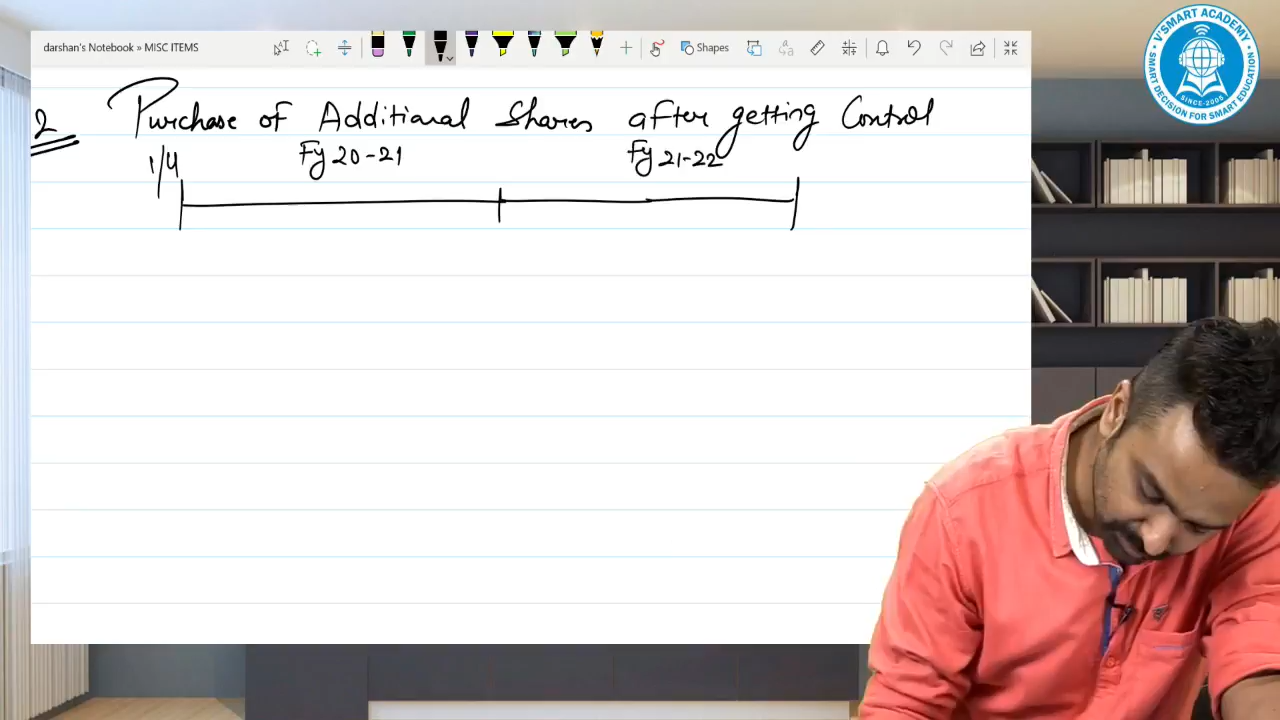 darshan's Notebook » MISC ITEMS
Shapes
V'SMART ACADEMY
SMART DECISION FOR SMART EDUCATION
SINCE-2005
2 Purchase of Additional Shares after getting Control
1/4 Fy 20-21 Fy 21-22